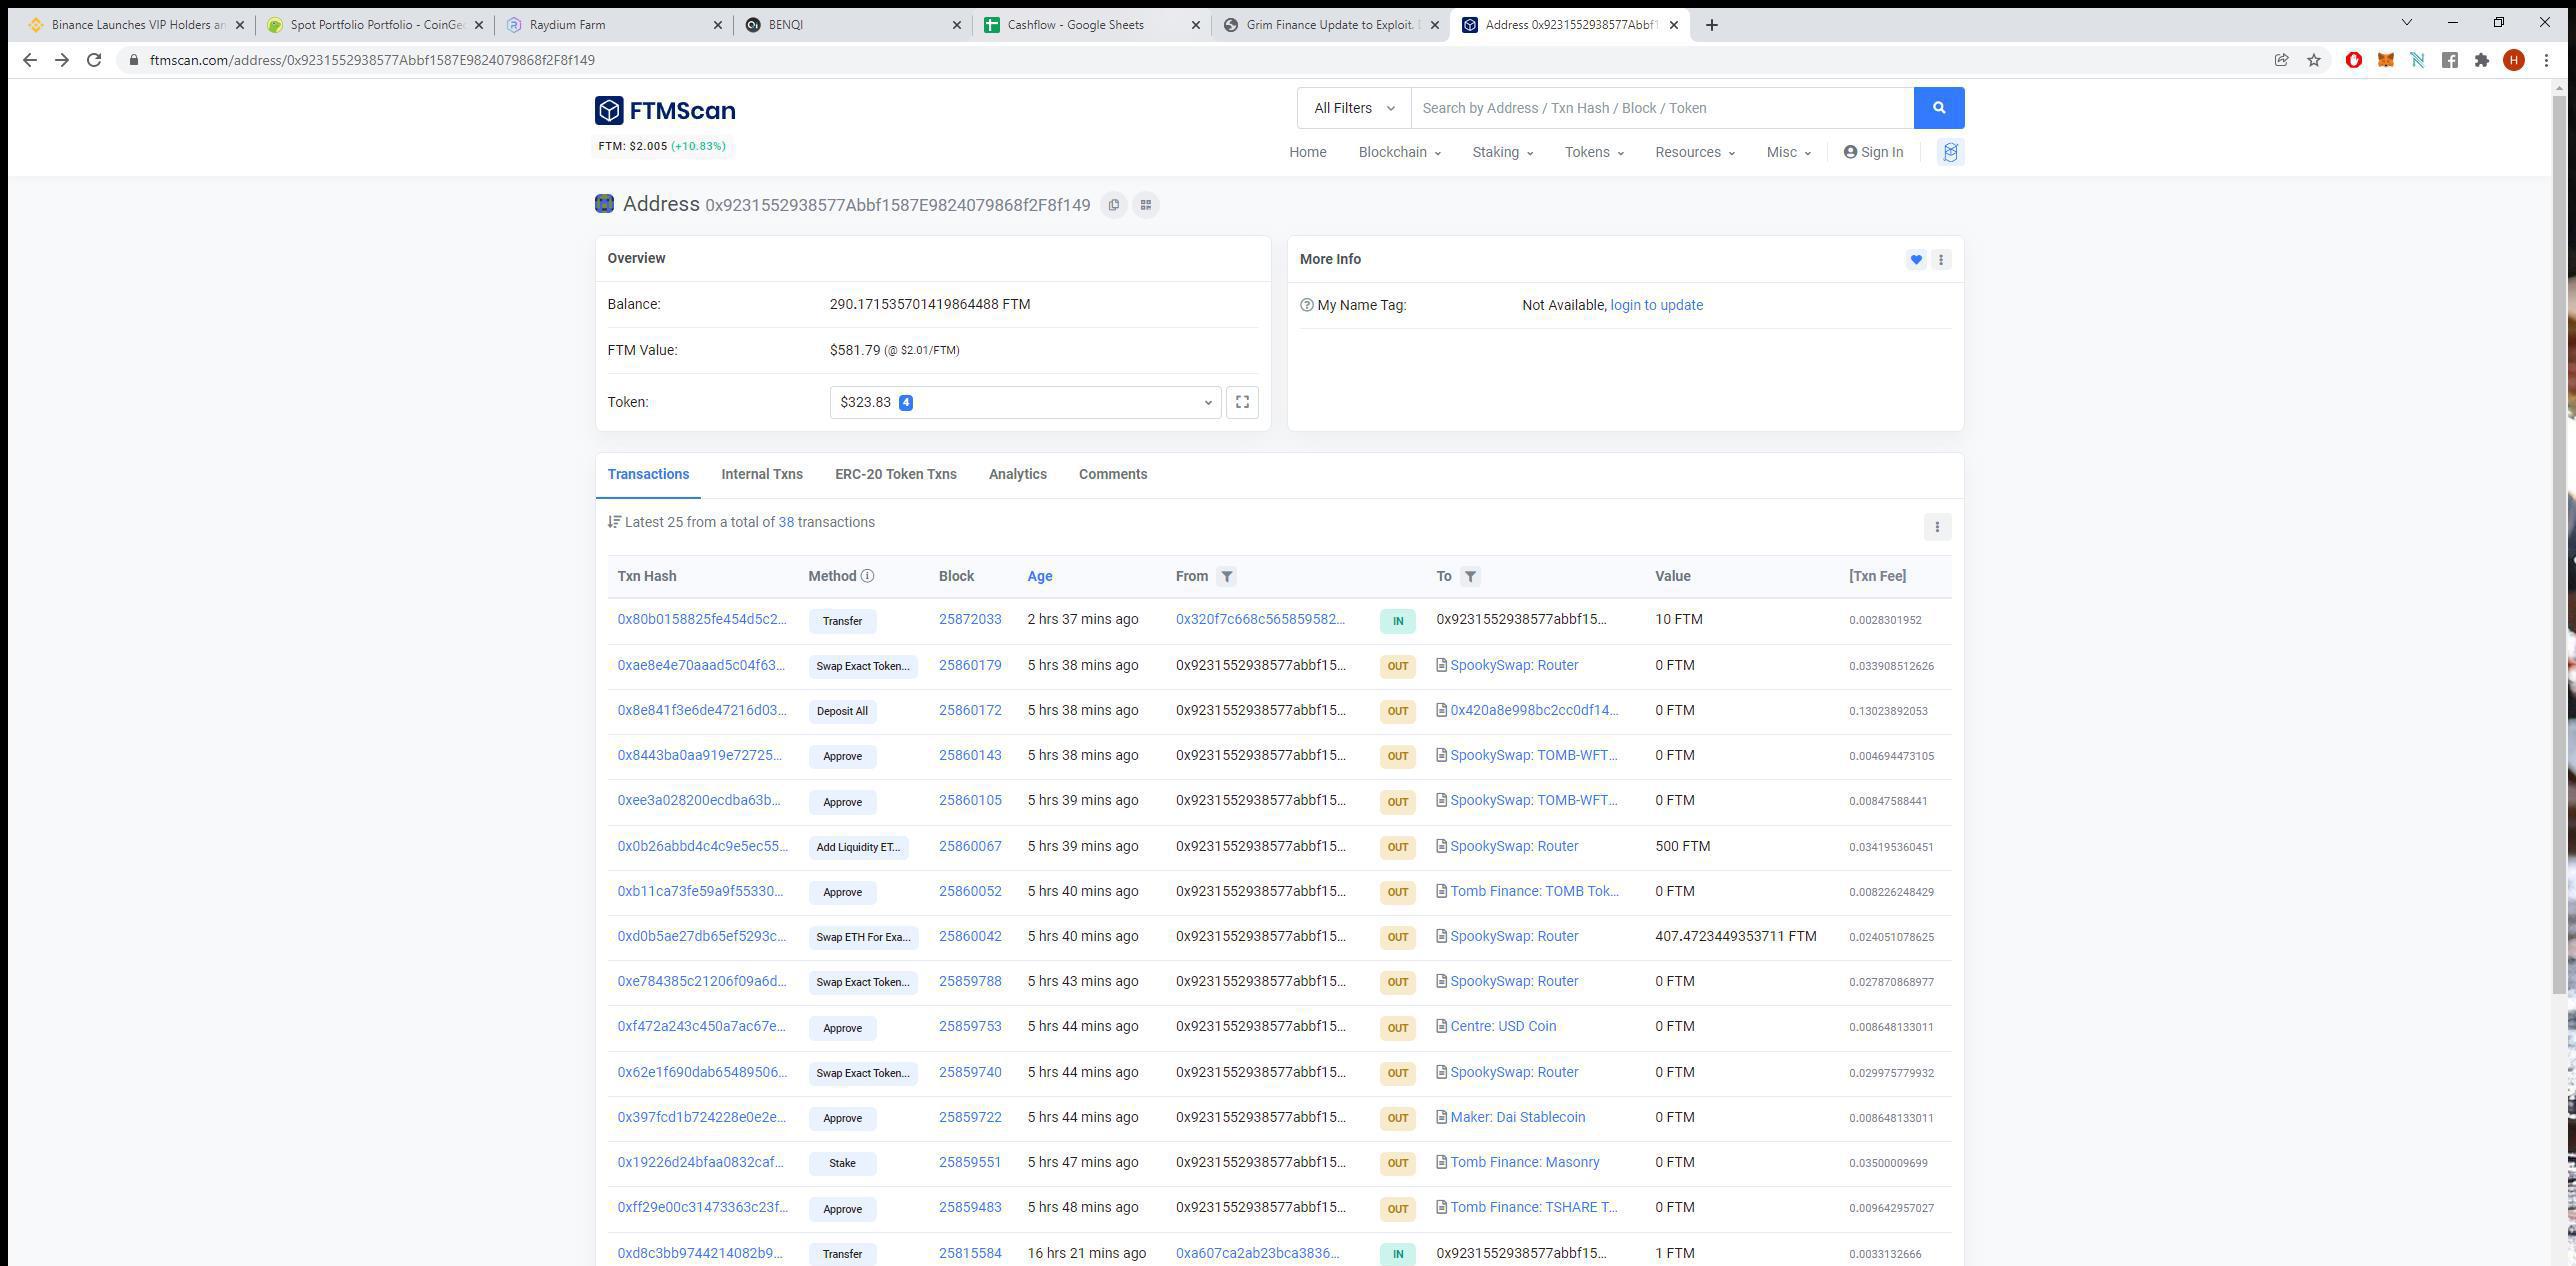 Binance Launches VIP Holders an
Spot Portfolio Portfolio - CoinGe
Raydium Farm
BENQI
Cashflow - Google Sheets
Grim Finance Update to Exploit.
Address 0x9231552938577Abbf1
ftmscan.com/address/0x9231552938577Abbf1587E9824079868f2F8f149
H
FTMScan
FTM: $2.005 (+10.83%)
All Filters
Search by Address / Txn Hash / Block / Token
Home Blockchain Staking Tokens Resources Misc Sign In
Address 0x9231552938577Abbf1587E9824079868f2F8f149
Overview
Balance: 290.171535701419864488 FTM
FTM Value: $581.79 (@ $2.01/FTM)
Token: $323.83 4
More Info
My Name Tag: Not Available, login to update
Transactions Internal Txns ERC-20 Token Txns Analytics Comments
Latest 25 from a total of 38 transactions
Txn Hash Method Block Age From To Value [Txn Fee]
0x80b0158825fe454d5c2... Transfer 25872033 2 hrs 37 mins ago 0x320f7c668c565859582... IN 0x9231552938577abbf15... 10 FTM 0.0028301952
0xae8e4e70aaad5c04f63... Swap Exact Token... 25860179 5 hrs 38 mins ago 0x9231552938577abbf15... OUT SpookySwap: Router 0 FTM 0.033908512626
0x8e841f3e6de47216d03... Deposit All 25860172 5 hrs 38 mins ago 0x9231552938577abbf15... OUT 0x420a8e998bc2cc0df14... 0 FTM 0.13023892053
0x8443ba0aa919e72725... Approve 25860143 5 hrs 38 mins ago 0x9231552938577abbf15... OUT SpookySwap: TOMB-WFT... 0 FTM 0.004694473105
0xee3a028200ecdba63b... Approve 25860105 5 hrs 39 mins ago 0x9231552938577abbf15... OUT SpookySwap: TOMB-WFT... 0 FTM 0.00847588441
0x0b26abbd4c4c9e5ec55... Add Liquidity ET... 25860067 5 hrs 39 mins ago 0x9231552938577abbf15... OUT SpookySwap: Router 500 FTM 0.034195360451
0xb11ca73fe59a9f55330... Approve 25860052 5 hrs 40 mins ago 0x9231552938577abbf15... OUT Tomb Finance: TOMB Tok... 0 FTM 0.008226248429
0xd0b5ae27db65ef5293c... Swap ETH For Exa... 25860042 5 hrs 40 mins ago 0x9231552938577abbf15... OUT SpookySwap: Router 407.4723449353711 FTM 0.024051078625
0xe784385c21206f09a6d... Swap Exact Token... 25859788 5 hrs 43 mins ago 0x9231552938577abbf15... OUT SpookySwap: Router 0 FTM 0.027870868977
0xf472a243c450a7ac67e... Approve 25859753 5 hrs 44 mins ago 0x9231552938577abbf15... OUT Centre: USD Coin 0 FTM 0.008648133011
0x62e1f690dab65489506... Swap Exact Token... 25859740 5 hrs 44 mins ago 0x9231552938577abbf15... OUT SpookySwap: Router 0 FTM 0.029975779932
0x397fcd1b724228e0e2e... Approve 25859722 5 hrs 44 mins ago 0x9231552938577abbf15... OUT Maker: Dai Stablecoin 0 FTM 0.008648133011
0x19226d24bfaa0832caf... Stake 25859551 5 hrs 47 mins ago 0x9231552938577abbf15... OUT Tomb Finance: Masonry 0 FTM 0.03500009699
0xff29e00c31473363c23f... Approve 25859483 5 hrs 48 mins ago 0x9231552938577abbf15... OUT Tomb Finance: TSHARE T... 0 FTM 0.009642957027
0xd8c3bb9744214082b9... Transfer 25815584 16 hrs 21 mins ago 0xa607ca2ab23bca3836... IN 0x9231552938577abbf15... 1 FTM 0.0033132666